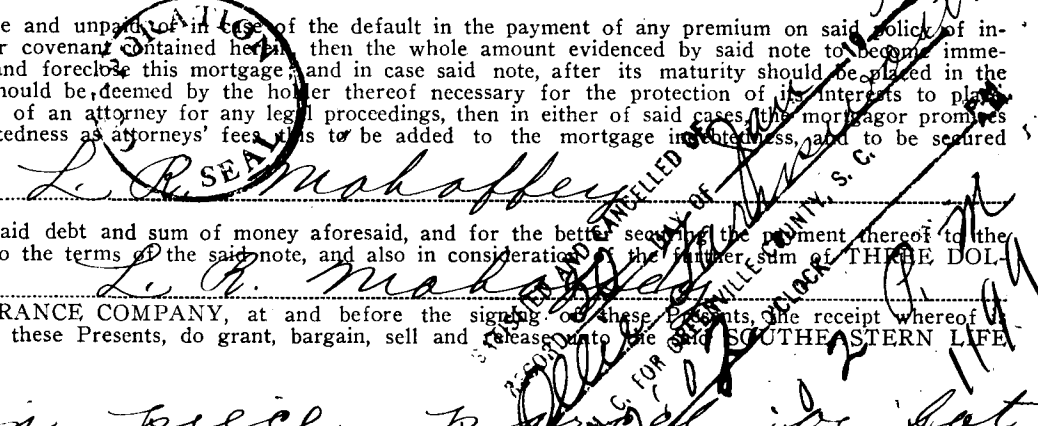 e and unpaid of in case of the default in the payment of any premium on said policy of in-
r covenant contained herein, then the whole amount evidenced by said note to become imme-
and foreclose this mortgage; and in case said note, after its maturity should be placed in the
hould be deemed by the holder thereof necessary for the protection of its interests to place
of an attorney for any legal proceedings, then in either of said cases, the mortgagor promises
tedness as attorneys' fees, this to be added to the mortgage indebtedness, and to be secured
ORATION
SEAL
L. R. Mahaffey
aid debt and sum of money aforesaid, and for the better securing the payment thereof to the
o the terms of the said note, and also in consideration of the further sum of THREE DOL-
L. R. Mahaffey
RANCE COMPANY, at and before the signing of these Presents, the receipt whereof is
these Presents, do grant, bargain, sell and release unto the said SOUTHEASTERN LIFE
AND CANCELLED OF
RECORD
DAY OF
19
Ollie
C. FOR GREENVILLE COUNTY, S. C.
O'CLOCK
P. M